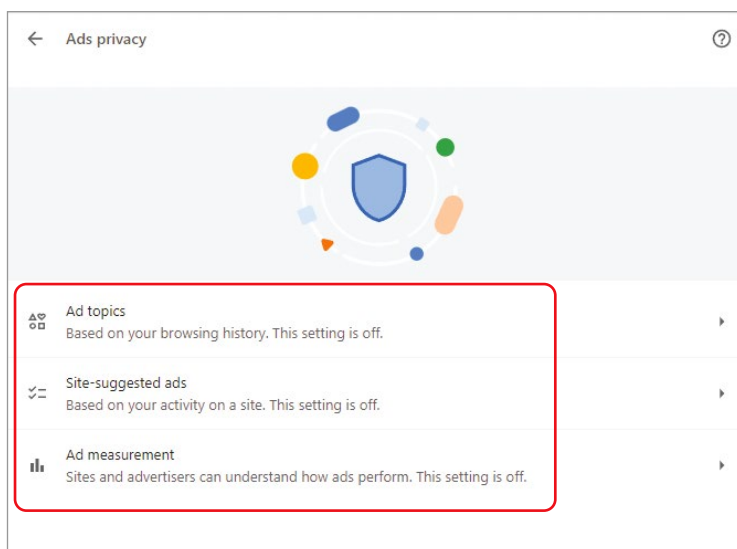 Ads privacy
Ad topics
Based on your browsing history. This setting is off.
Site-suggested ads
Based on your activity on a site. This setting is off.
Ad measurement
Sites and advertisers can understand how ads perform. This setting is off.